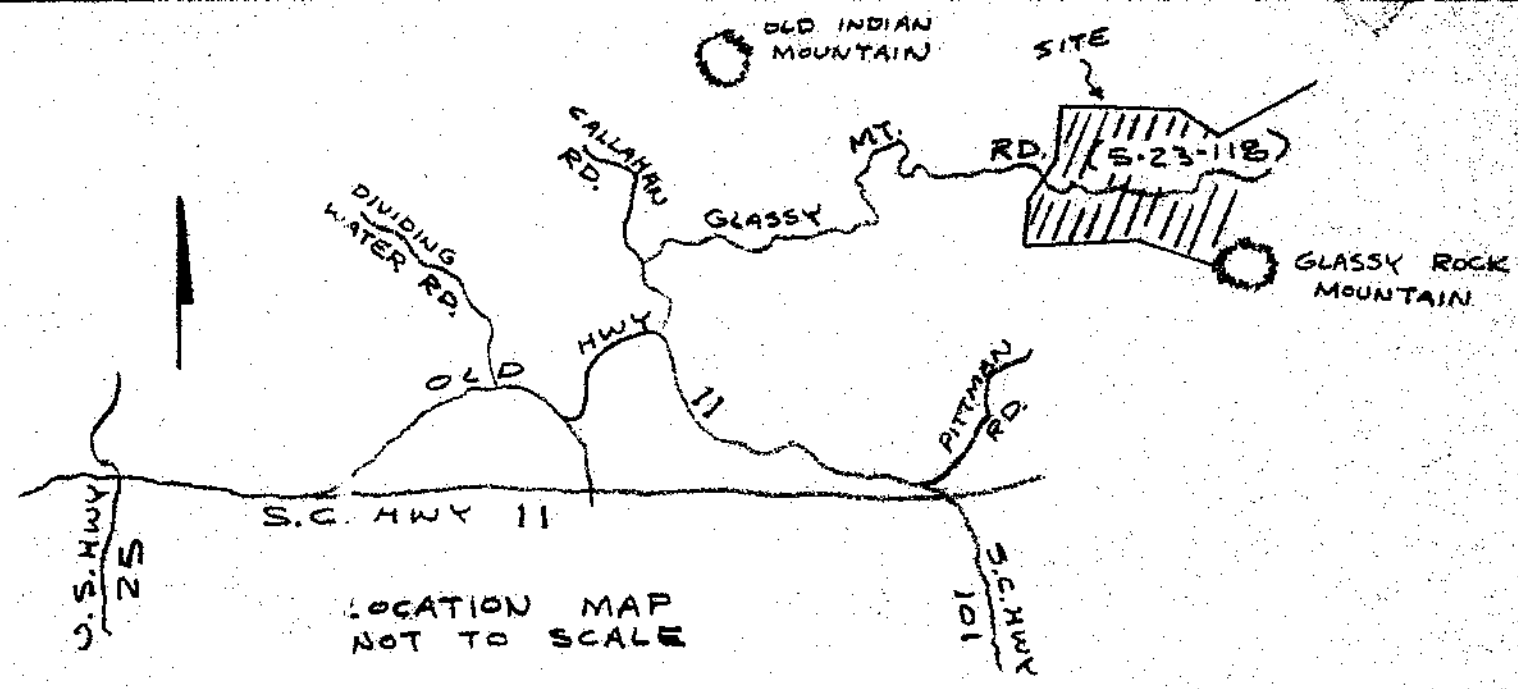 OLD INDIAN
MOUNTAIN
SITE
CALLAHAN
RD.
MT.
RD.
(S-23-118)
DIVIDING
WATER RD.
GLASSY
GLASSY ROCK
MOUNTAIN
HWY
OLD
11
PITTMAN
RD.
S.C. HWY 11
U.S. HWY
25
S.C. HWY
101
LOCATION MAP
NOT TO SCALE